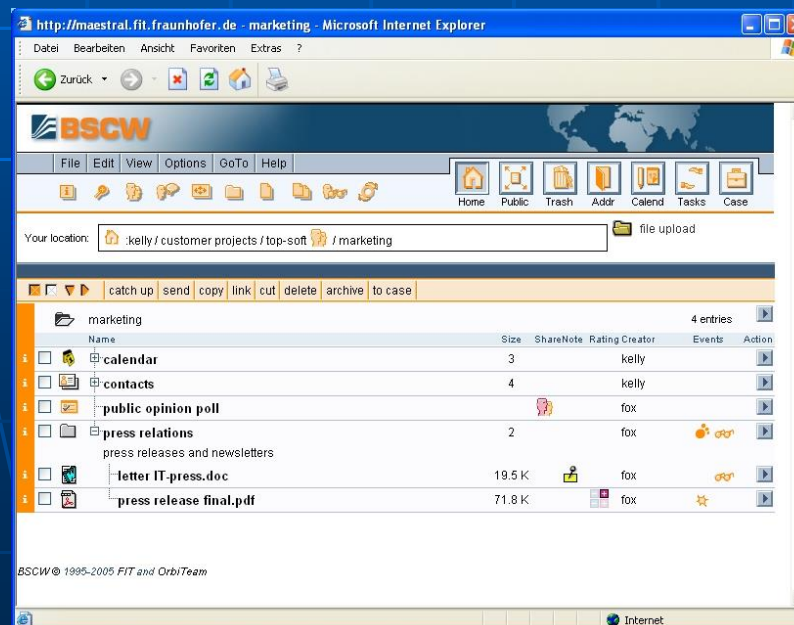 http://maestral.fit.fraunhofer.de - marketing - Microsoft Internet Explorer
Datei Bearbeiten Ansicht Favoriten Extras ?
Zurück
BSCW
File Edit View Options GoTo Help
Home Public Trash Addr Calend Tasks Case
Your location: :kelly / customer projects / top-soft / marketing
file upload
catch up send copy link cut delete archive to case
marketing 4 entries
Name Size Share Note Rating Creator Events Action
calendar 3 kelly
contacts 4 kelly
public opinion poll fox
press relations 2 fox
press releases and newsletters
letter IT-press.doc 19.5 K fox
press release final.pdf 71.8 K fox
BSCW © 1995-2005 FIT and OrbiTeam
Internet